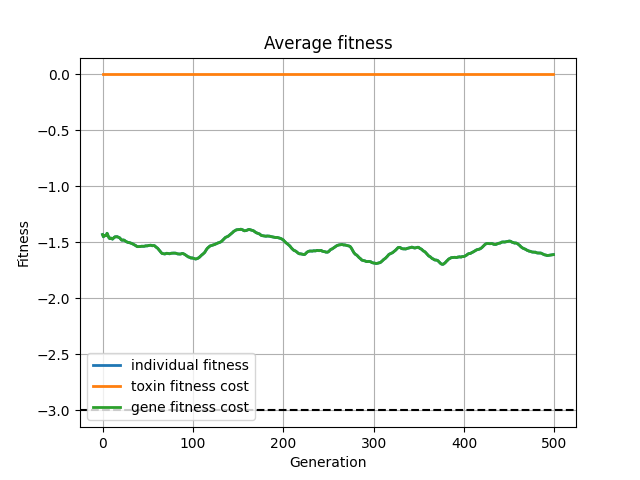 Average fitness
Fitness
0.0
−0.5
−1.0
−1.5
−2.0
−2.5
−3.0
individual fitness
toxin fitness cost
gene fitness cost
0 100 200 300 400 500
Generation